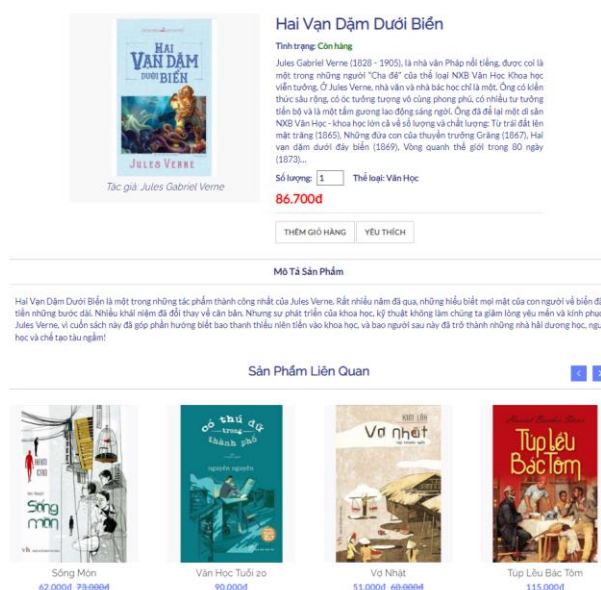 Hai Vạn Dặm Dưới Biển
Tình trạng: Còn hàng
Jules Gabriel Verne (1828 - 1905), là nhà văn Pháp nổi tiếng, được coi là
một trong những người "Cha đẻ" của thể loại NXB Văn Học Khoa học
viễn tưởng. Ở Jules Verne, nhà văn và nhà bác học chỉ là một. Ông có kiến
thức sâu rộng, có óc tưởng tượng vô cùng phong phú, có nhiều tư tưởng
tiến bộ và là một tấm gương lao động sáng ngời. Ông đã để lại một di sản
NXB Văn Học - khoa học lớn cả về số lượng và chất lượng: Từ trái đất lên
mặt trăng (1865), Những đứa con của thuyền trưởng Grăng (1867), Hai
vạn dặm dưới đáy biển (1869), Vòng quanh thế giới trong 80 ngày
(1873)...
HAI
VẠN DẶM
DƯỚI BIỂN
JULES VERNE
Tác giả: Jules Gabriel Verne
Số lượng: 1 Thể loại: Văn Học
86.700đ
THÊM GIỎ HÀNG YÊU THÍCH
Mô Tả Sản Phẩm
Hai Vạn Dặm Dưới Biển là một trong những tác phẩm thành công nhất của Jules Verne. Rất nhiều năm đã qua, những hiểu biết mọi mặt của con người về biển đã
tiến những bước dài. Nhiều khái niệm đã đổi thay về căn bản. Nhưng sự phát triển của khoa học, kỹ thuật không làm chúng ta giảm lòng yêu mến và kính phục
Jules Verne, vì cuốn sách này đã góp phần hướng biết bao thanh thiếu niên tiến vào khoa học, và bao người sau này đã trở thành những nhà hải dương học, ngư
học và chế tạo tàu ngầm!
Sản Phẩm Liên Quan
NAM
CAO
Sống
mòn
có thú dữ
trong
thành phố
nguyên nguyên
KIM LÂN
Vợ nhặt
Túp lều
Bác Tôm
Sống Mòn
Văn Học Tuổi 20
Vợ Nhặt
Túp Lều Bác Tôm
62.000đ 73.000đ
90.000đ
51.000đ 60.000đ
115.000đ